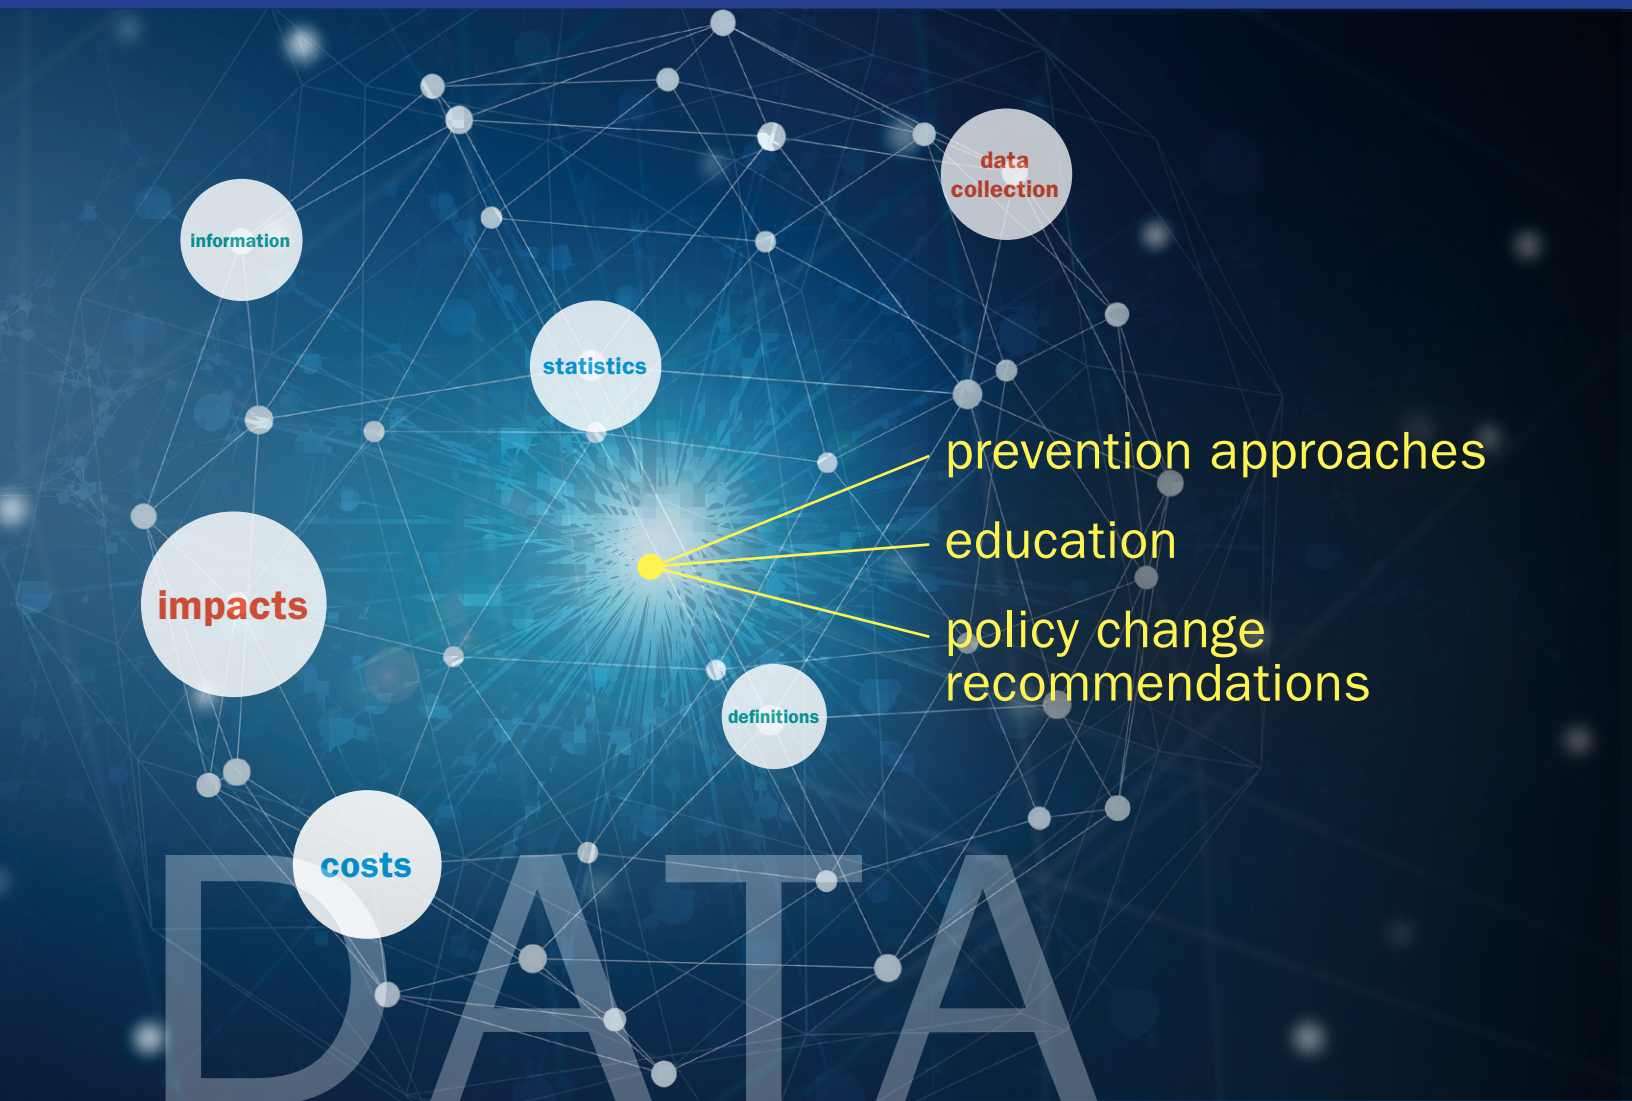 data
collection
information
statistics
prevention approaches
education
impacts
policy change
recommendations
definitions
costs
DATA